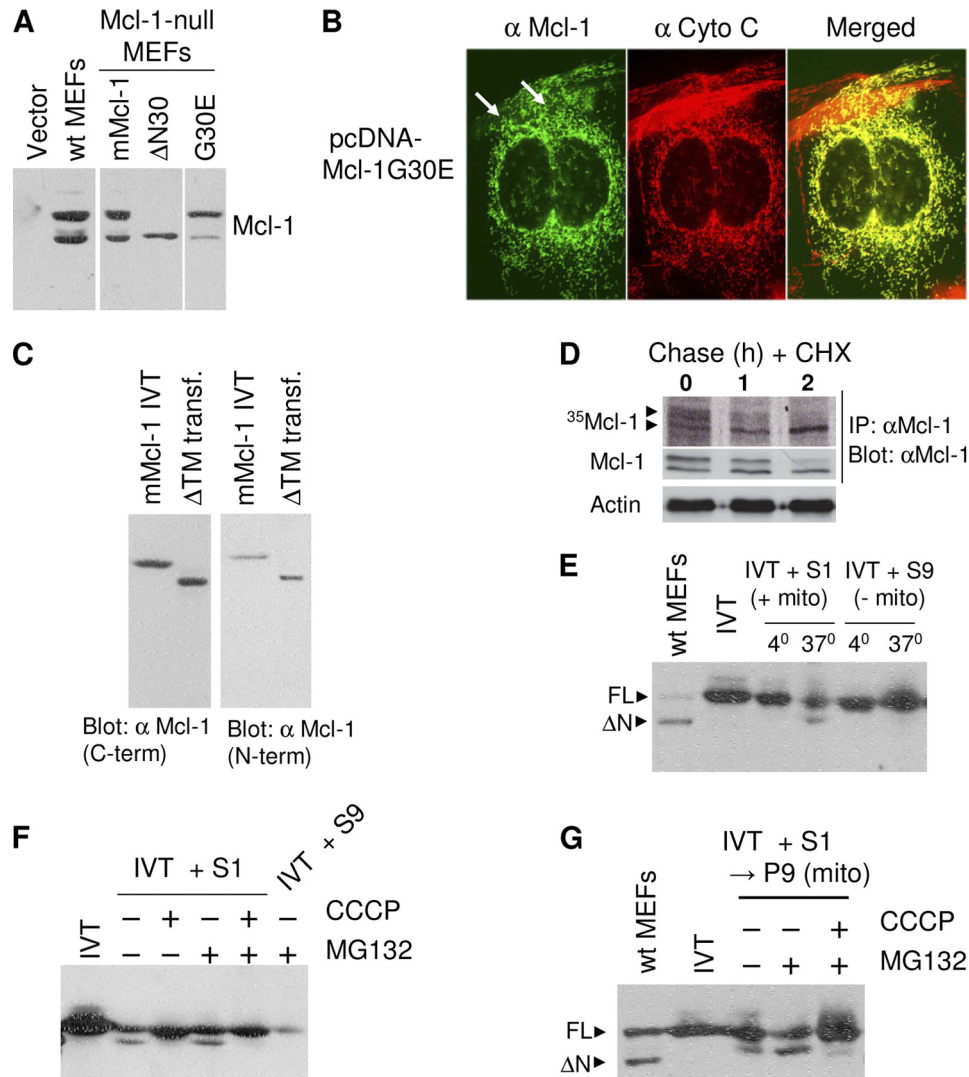 A
Mcl-1-null
MEFs
Vector
wt MEFs
mMcl-1
ΔN30
G30E
Mcl-1
B
α Mcl-1
α Cyto C
Merged
pcDNA-
Mcl-1G30E
C
mMcl-1 IVT
ΔTM transf.
mMcl-1 IVT
ΔTM transf.
Blot: α Mcl-1
(C-term)
Blot: α Mcl-1
(N-term)
D
Chase (h) + CHX
0 1 2
³⁵Mcl-1
Mcl-1
Actin
IP: αMcl-1
Blot: αMcl-1
E
wt MEFs
IVT
IVT + S1
(+ mito)
IVT + S9
(- mito)
4⁰ 37⁰ 4⁰ 37⁰
FL
ΔN
F
IVT
IVT + S1
IVT + S9
− + − + − CCCP
− − + + + MG132
G
wt MEFs
IVT
IVT + S1
→ P9 (mito)
− − + CCCP
− + + MG132
FL
ΔN